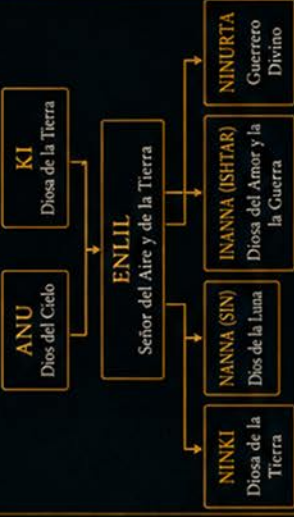 ANU
Dios del Cielo
KI
Diosa de la Tierra
ENLIL
Señor del Aire y de la Tierra
NINKI
Diosa de la
Tierra
NANNA (SIN)
Dios de la Luna
INANNA (ISHTAR)
Diosa del Amor y la
la Guerra
NINURTA
Guerrero
Divino